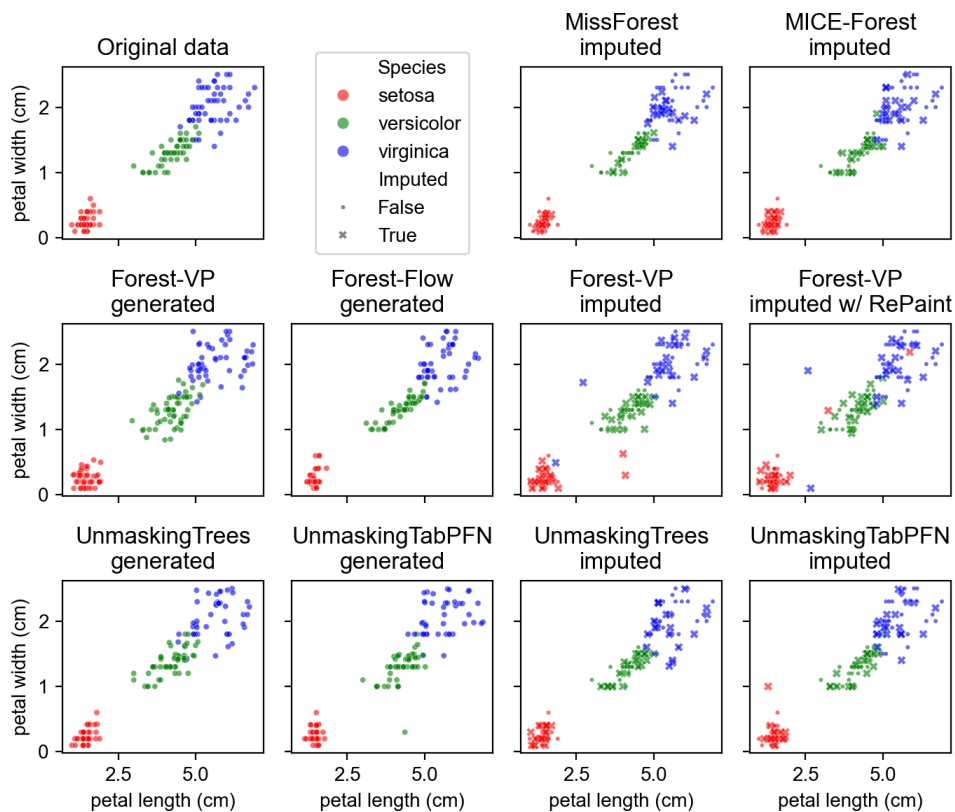 Original data
petal width (cm)
2
1
0
Species
setosa
versicolor
virginica
Imputed
False
True
MissForest
imputed
MICE-Forest
imputed
Forest-VP
generated
petal width (cm)
2
1
0
Forest-Flow
generated
Forest-VP
imputed
Forest-VP
imputed w/ RePaint
UnmaskingTrees
generated
petal width (cm)
2
1
0
2.5 5.0
petal length (cm)
UnmaskingTabPFN
generated
2.5 5.0
petal length (cm)
UnmaskingTrees
imputed
2.5 5.0
petal length (cm)
UnmaskingTabPFN
imputed
2.5 5.0
petal length (cm)